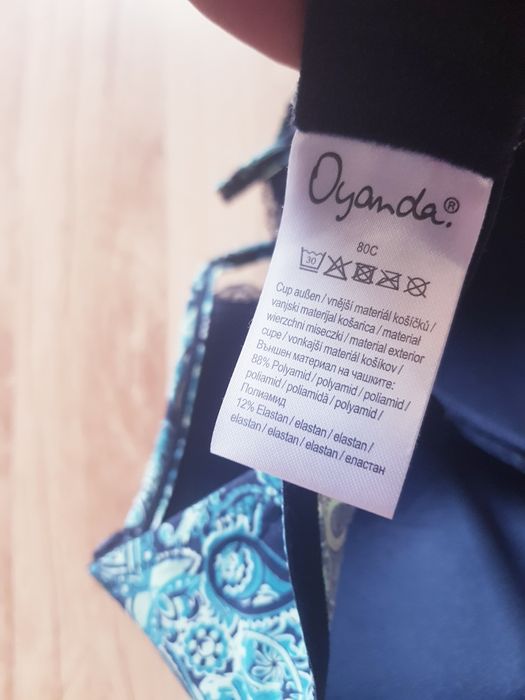 Oyanda.®
80C
30
Cup außen / vnější materiál košíčků /
vanjski materijal košarica / materiał
wierzchni miseczki / material exterior
cupe / vonkajší materiál košíkov /
Външен материал на чашките:
88% Polyamid / polyamid / poliamid /
poliamid / poliamidă / polyamid /
Полиамид
12% Elastan / elastan / elastan /
elastan / elastan / elastan / еластан